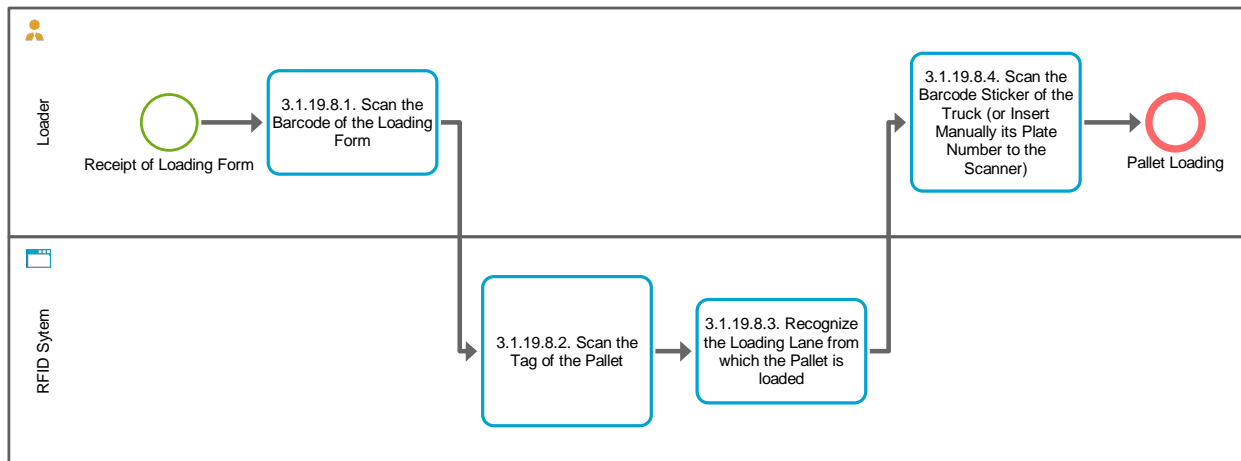 Loader
Receipt of Loading Form
3.1.19.8.1. Scan the
Barcode of the Loading
Form
3.1.19.8.4. Scan the
Barcode Sticker of the
Truck (or Insert
Manually its Plate
Number to the
Scanner)
Pallet Loading
RFID Sytem
3.1.19.8.2. Scan the
Tag of the Pallet
3.1.19.8.3. Recognize
the Loading Lane from
which the Pallet is
loaded